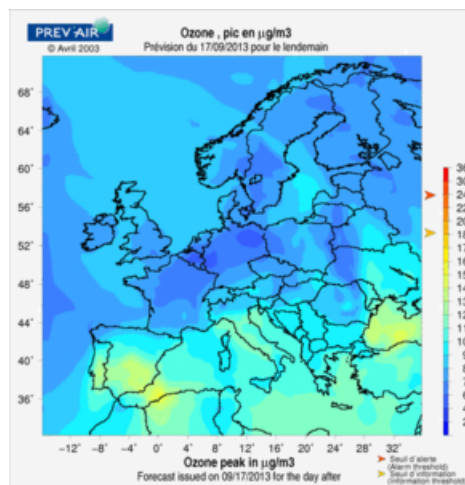 PREV'AIR
© Avril 2003
Ozone , pic en µg/m3
Prévision du 17/09/2013 pour le lendemain
68°
64°
60°
56°
52°
48°
44°
40°
36°
-12° -8° -4° 0° 4° 8° 12° 16° 20° 24° 28° 32°
Ozone peak in µg/m3
Forecast issued on 09/17/2013 for the day after
Seuil d'alerte
(Alarm threshold)
Seuil d'information
(Information threshold)